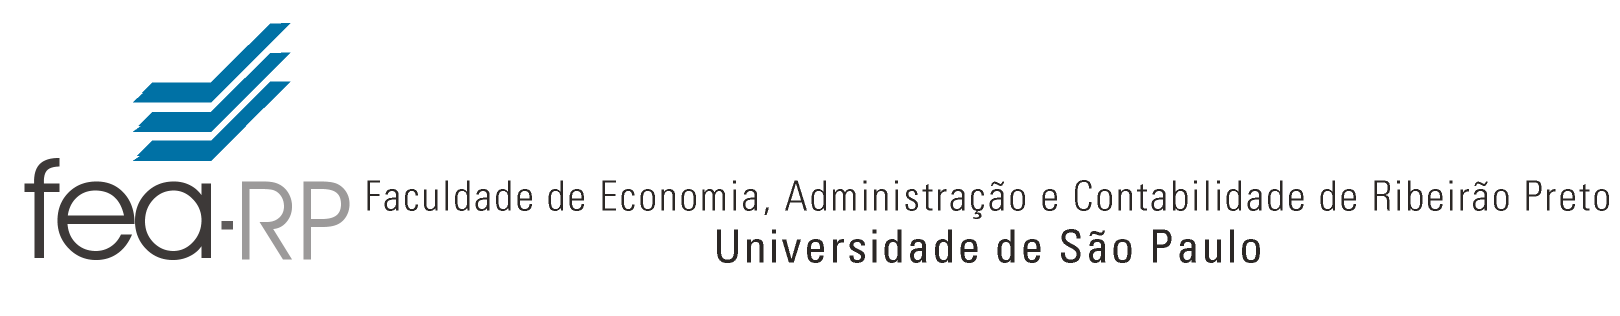 fea-RP
Faculdade de Economia, Administração e Contabilidade de Ribeirão Preto
Universidade de São Paulo